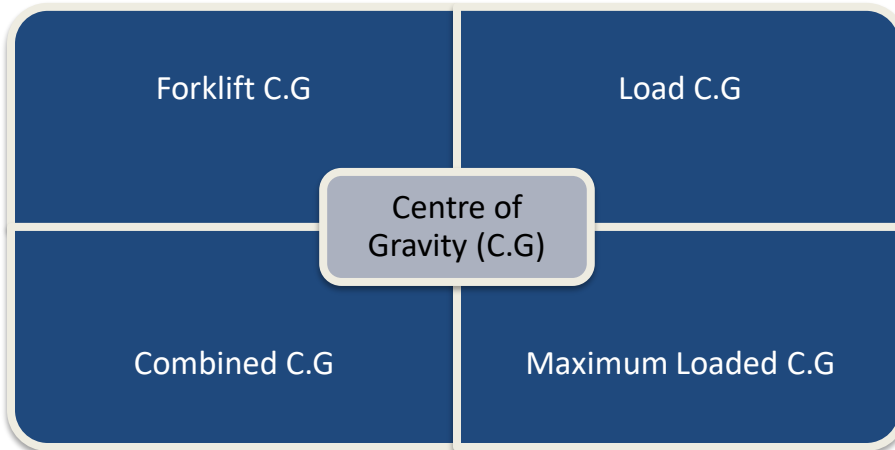 Forklift C.G
Load C.G
Centre of
Gravity (C.G)
Combined C.G
Maximum Loaded C.G